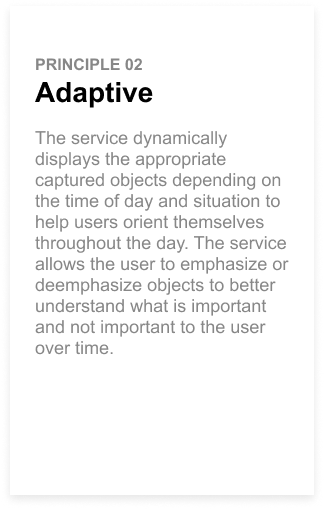 PRINCIPLE 02
Adaptive
The service dynamically
displays the appropriate
captured objects depending on
the time of day and situation to
help users orient themselves
throughout the day. The service
allows the user to emphasize or
deemphasize objects to better
understand what is important
and not important to the user
over time.